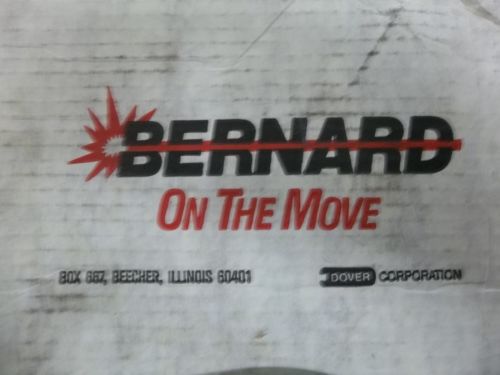 BERNARD
ON THE MOVE
BOX 667, BEECHER, ILLINOIS 60401
DOVER CORPORATION